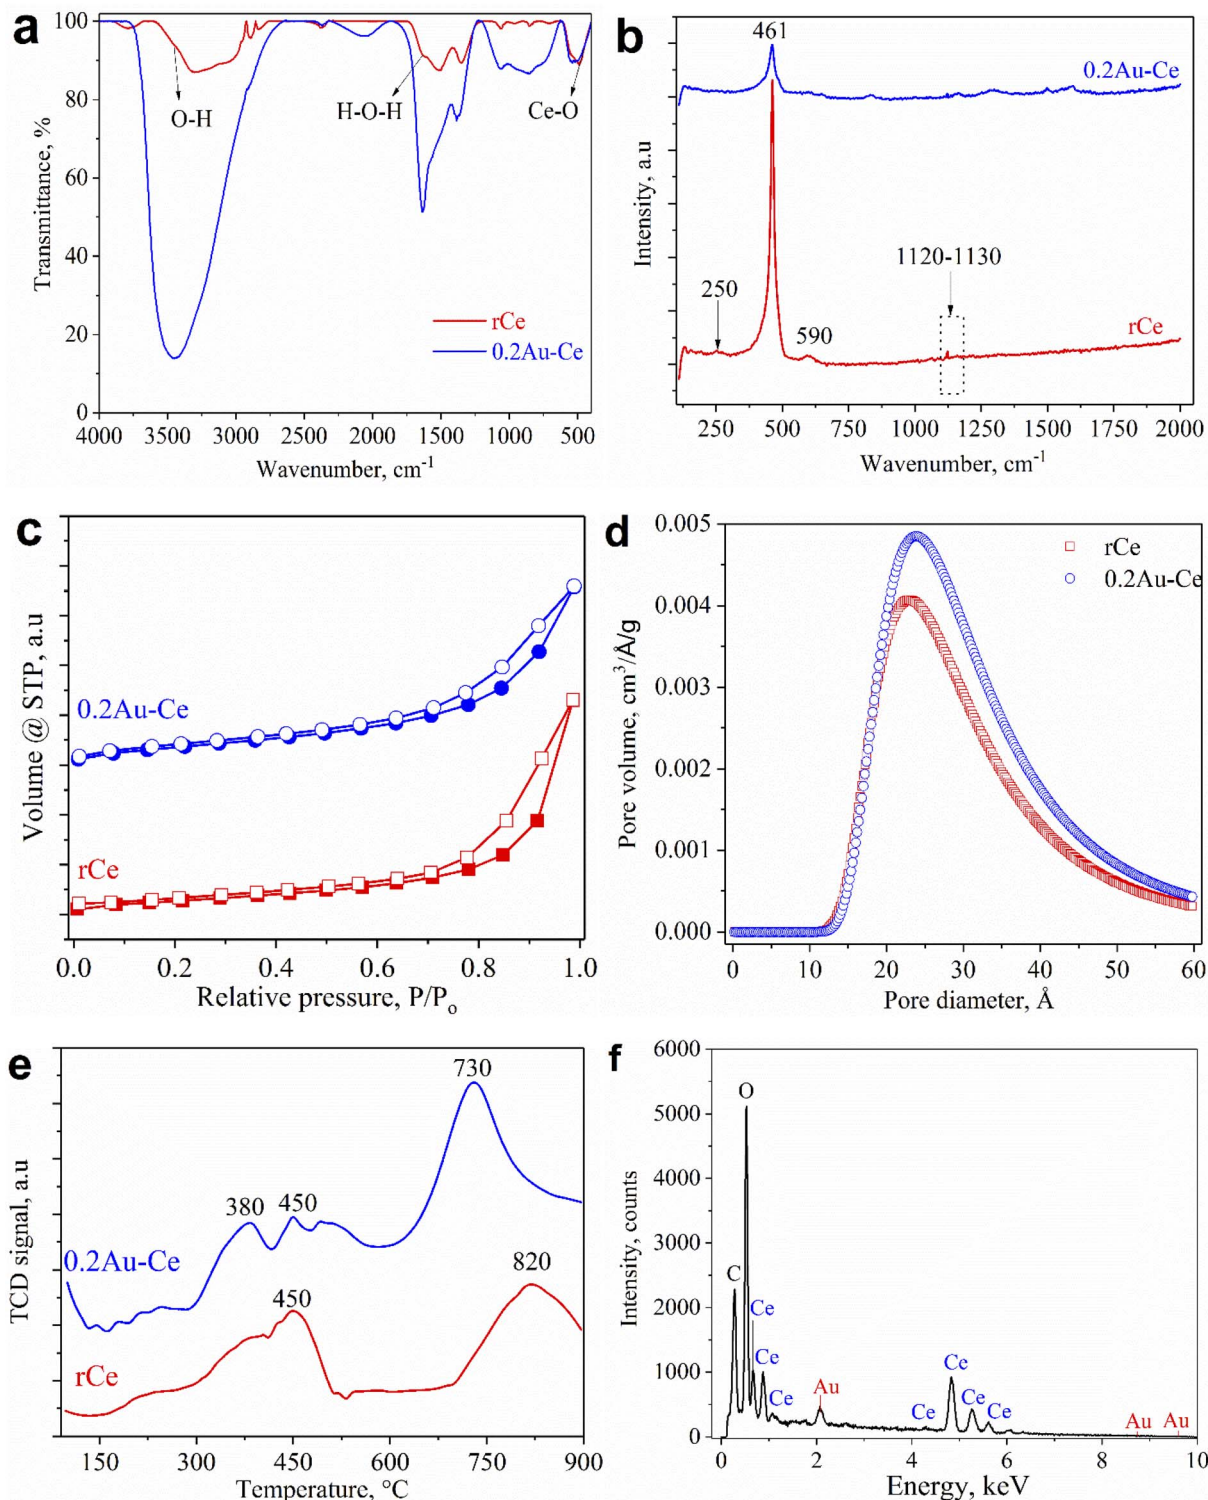 a
100
80
60
40
20
0
Transmittance, %
O-H
H-O-H
Ce-O
rCe
0.2Au-Ce
4000 3500 3000 2500 2000 1500 1000 500
Wavenumber, cm⁻¹
b
461
0.2Au-Ce
Intensity, a.u
1120-1130
250
590
rCe
250 500 750 1000 1250 1500 1750 2000
Wavenumber, cm⁻¹
c
Volume @ STP, a.u
0.2Au-Ce
rCe
0.0 0.2 0.4 0.6 0.8 1.0
Relative pressure, P/Pₒ
d
0.005
0.004
0.003
0.002
0.001
0.000
Pore volume, cm³/Å/g
rCe
0.2Au-Ce
0 10 20 30 40 50 60
Pore diameter, Å
e
730
380 450
0.2Au-Ce
820
450
rCe
TCD signal, a.u
150 300 450 600 750 900
Temperature, °C
f
6000
5000
4000
3000
2000
1000
0
Intensity, counts
O
C
Ce
Ce
Ce
Au
Ce
Ce
Ce
Ce
Au Au
0 2 4 6 8 10
Energy, keV